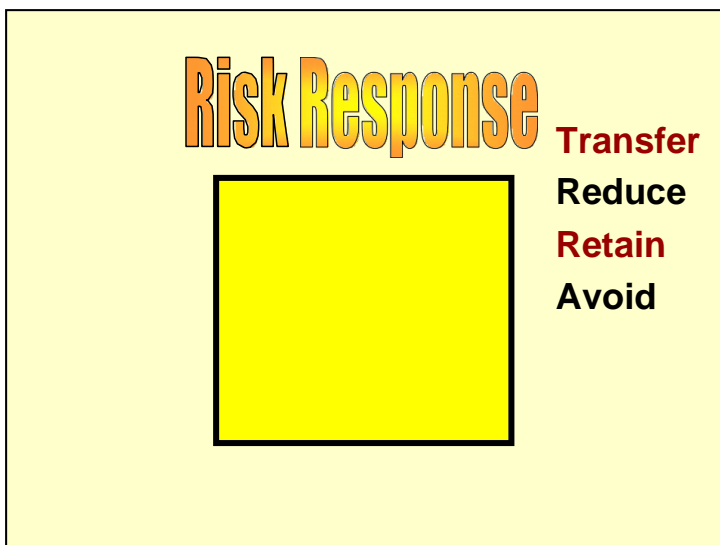 Risk Response
Transfer
Reduce
Retain
Avoid